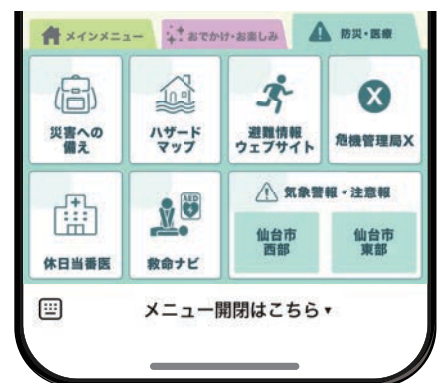 メインメニュー
おでかけ・お楽しみ
防災・医療
災害への
備え
ハザード
マップ
避難情報
ウェブサイト
X
危機管理局X
休日当番医
AED
救命ナビ
気象警報・注意報
仙台市
西部
仙台市
東部
メニュー開閉はこちら▾